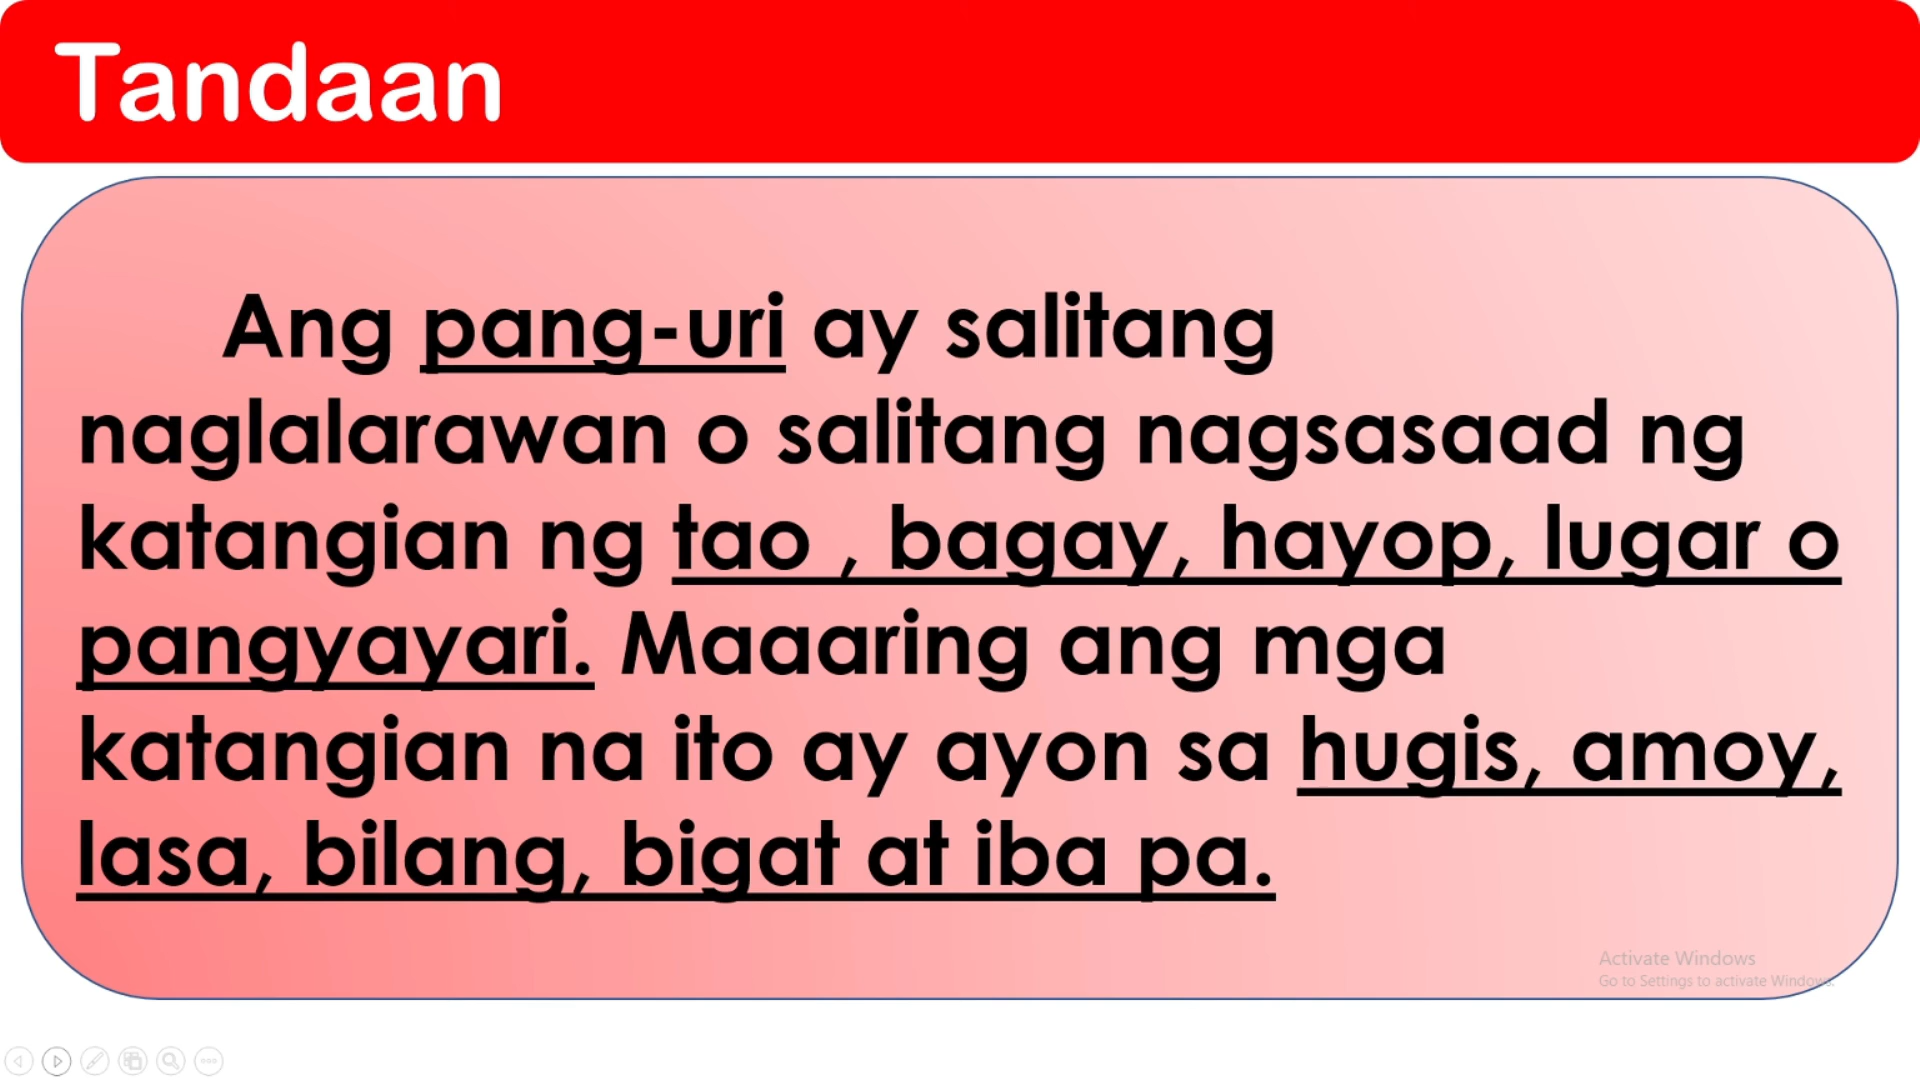 Tandaan
Ang pang-uri ay salitang
naglalarawan o salitang nagsasaad ng
katangian ng tao , bagay, hayop, lugar o
pangyayari. Maaaring ang mga
katangian na ito ay ayon sa hugis, amoy,
lasa, bilang, bigat at iba pa.
Activate Windows
Go to Settings to activate Windows.